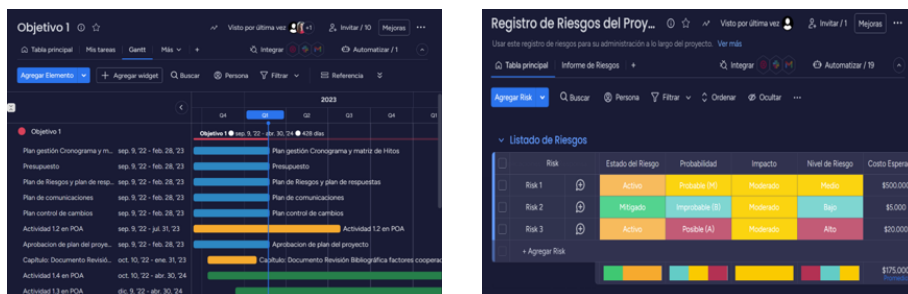 Objetivo 1
Visto por última vez +1 Invitar / 10 Mejoras
Tabla principal Mis tareas Gantt Más + Integrar Automatizar / 1
Agregar Elemento + Agregar widget Buscar Persona Filtrar Referencia
2023
Q4 Q1 Q2 Q3 Q4 Q1
Objetivo 1 Objetivo 1 sep. 9, '22 - abr. 30, '24 428 días
Plan gestión Cronograma y m... sep. 9, '22 - feb. 28, '23 Plan gestión Cronograma y matriz de Hitos
Presupuesto sep. 9, '22 - feb. 28, '23 Presupuesto
Plan de Riesgos y plan de resp... sep. 9, '22 - feb. 28, '23 Plan de Riesgos y plan de respuestas
Plan de comunicaciones sep. 9, '22 - feb. 28, '23 Plan de comunicaciones
Plan control de cambios sep. 9, '22 - feb. 28, '23 Plan control de cambios
Actividad 1.2 en POA sep. 9, '22 - jul. 31, '23 Actividad 1.2 en POA
Aprobacion de plan del proye... sep. 9, '22 - feb. 28, '23 Aprobacion de plan del proyecto
Capitulo: Documento Revisió... oct. 10, '22 - ene. 31, '23 Capitulo: Documento Revisión Bibliográfica factores cooperac
Actividad 1.4 en POA oct. 10, '22 - abr. 30, '24
Actividad 1.3 en POA dic. 9, '22 - abr. 30, '24
Registro de Riesgos del Proy...
Visto por última vez Invitar / 1 Mejoras
Usar este registro de riesgos para su administración a lo largo del proyecto. Ver más
Tabla principal Informe de Riesgos + Integrar Automatizar / 19
Agregar Risk Buscar Persona Filtrar Ordenar Ocultar
Listado de Riesgos
Risk Estado del Riesgo Probabilidad Impacto Nivel de Riesgo Costo Espera
Risk 1 Activo Probable (M) Moderado Medio $500.000
Risk 2 Mitigado Improbable (B) Moderado Bajo $5.000
Risk 3 Activo Posible (A) Moderado Alto $20.000
+ Agregar Risk
$175.000
Promedio